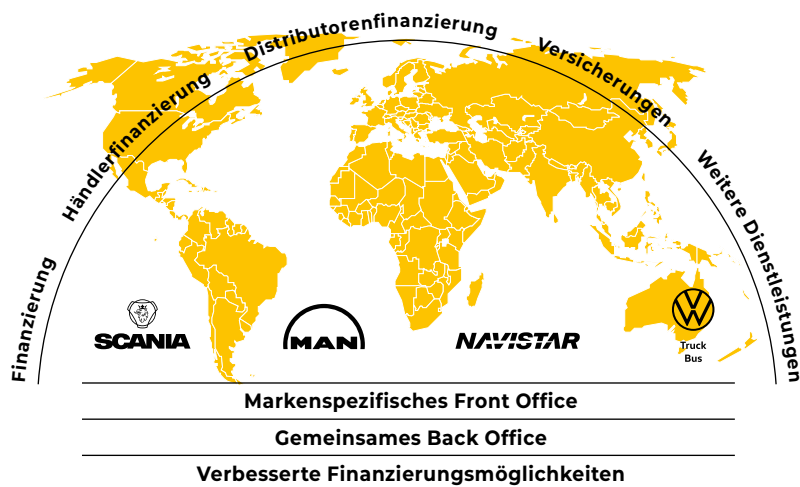 Finanzierung
Händlerfinanzierung
Distributorenfinanzierung
Versicherungen
Weitere Dienstleistungen
SCANIA
MAN
NAVISTAR
Truck
Bus
Markenspezifisches Front Office
Gemeinsames Back Office
Verbesserte Finanzierungsmöglichkeiten